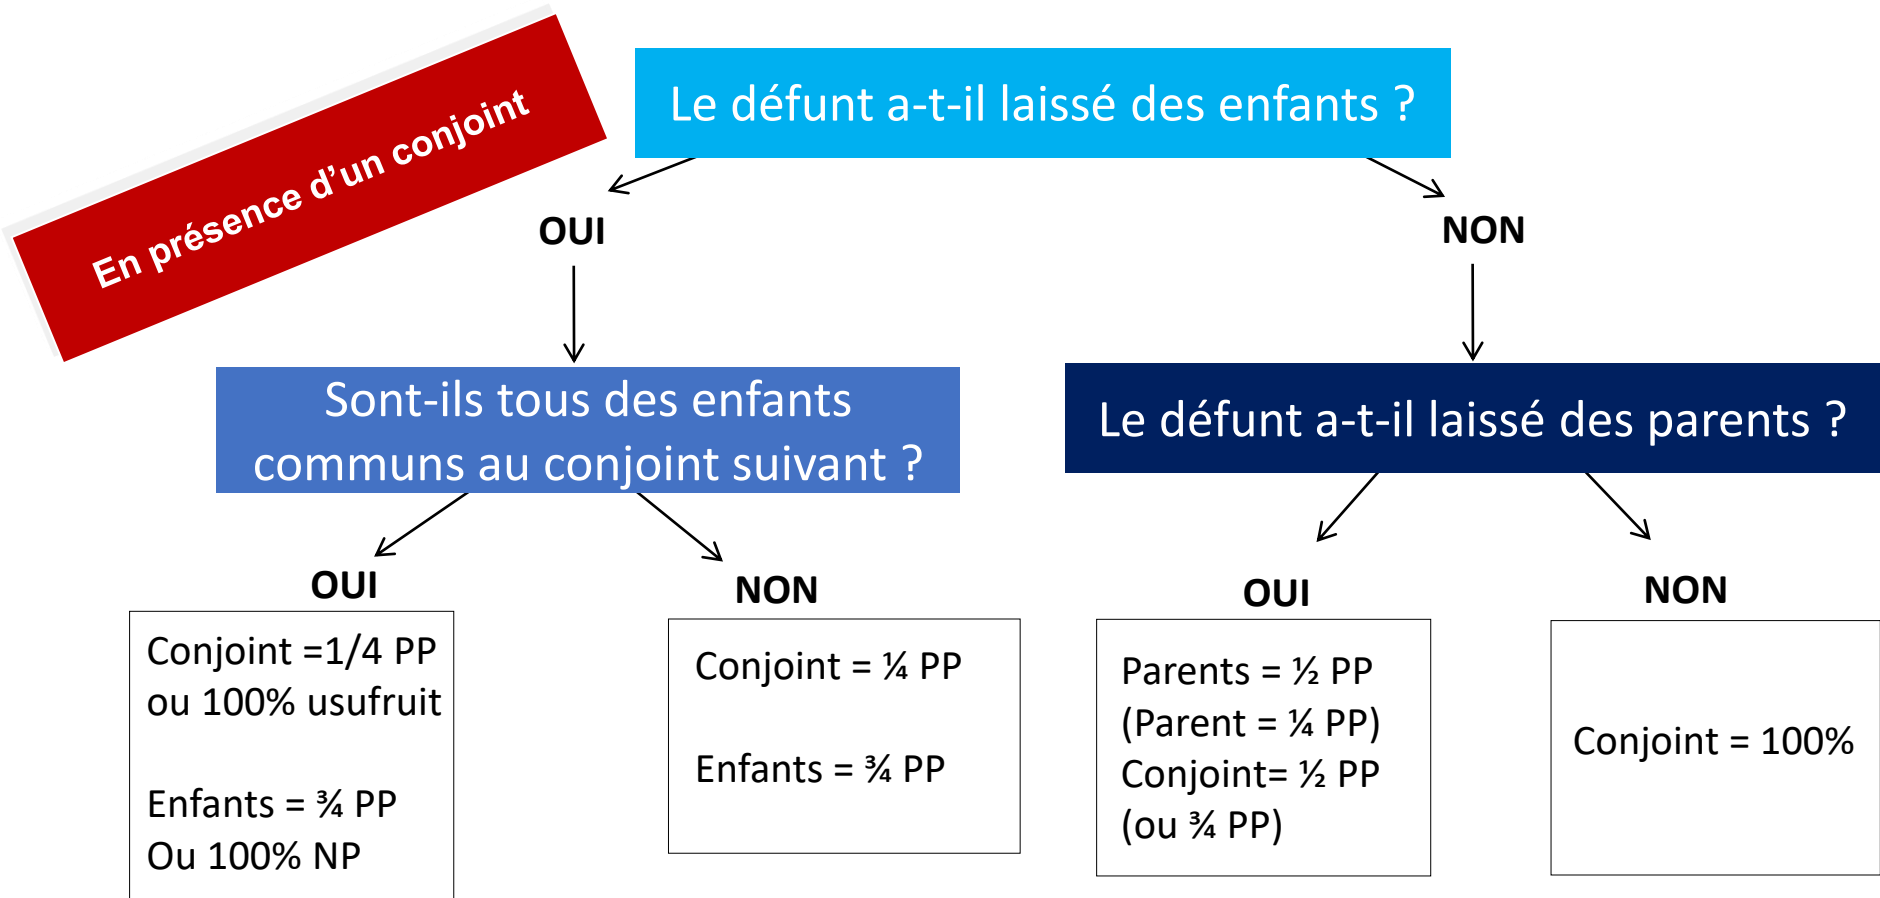 En présence d’un conjoint
Le défunt a-t-il laissé des enfants ?
OUI
NON
Sont-ils tous des enfants
communs au conjoint suivant ?
Le défunt a-t-il laissé des parents ?
OUI
NON
OUI
NON
Conjoint =1/4 PP
ou 100% usufruit
Enfants = ¾ PP
Ou 100% NP
Conjoint = ¼ PP
Enfants = ¾ PP
Parents = ½ PP
(Parent = ¼ PP)
Conjoint= ½ PP
(ou ¾ PP)
Conjoint = 100%